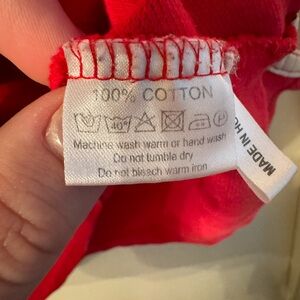 100% COTTON
40°
P
Machine wash warm or hand wash
Do not tumble dry
Do not bleach warm iron
MADE IN